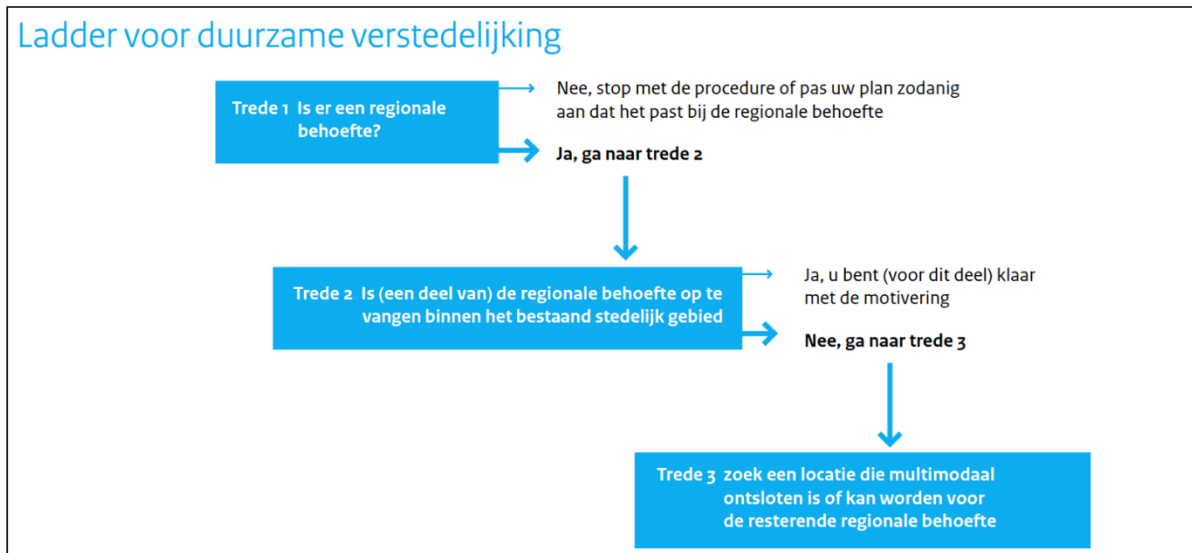 Ladder voor duurzame verstedelijking
Trede 1 Is er een regionale
behoefte?
Nee, stop met de procedure of pas uw plan zodanig
aan dat het past bij de regionale behoefte
Ja, ga naar trede 2
Trede 2 Is (een deel van) de regionale behoefte op te
vangen binnen het bestaand stedelijk gebied
Ja, u bent (voor dit deel) klaar
met de motivering
Nee, ga naar trede 3
Trede 3 zoek een locatie die multimodaal
ontsloten is of kan worden voor
de resterende regionale behoefte